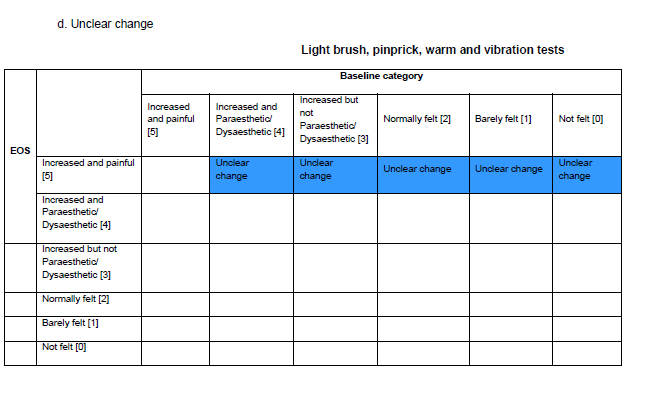 d. Unclear change
Light brush, pinprick, warm and vibration tests
Baseline category
EOS
Increased
and painful
[5]
Increased and
Paraesthetic/
Dysaesthetic [4]
Increased but
not
Paraesthetic/
Dysaesthetic [3]
Normally felt [2]
Barely felt [1]
Not felt [0]
Increased and painful
[5]
Unclear
change
Unclear
change
Unclear change
Unclear change
Unclear
change
Increased and
Paraesthetic/
Dysaesthetic [4]
Increased but not
Paraesthetic/
Dysaesthetic [3]
Normally felt [2]
Barely felt [1]
Not felt [0]